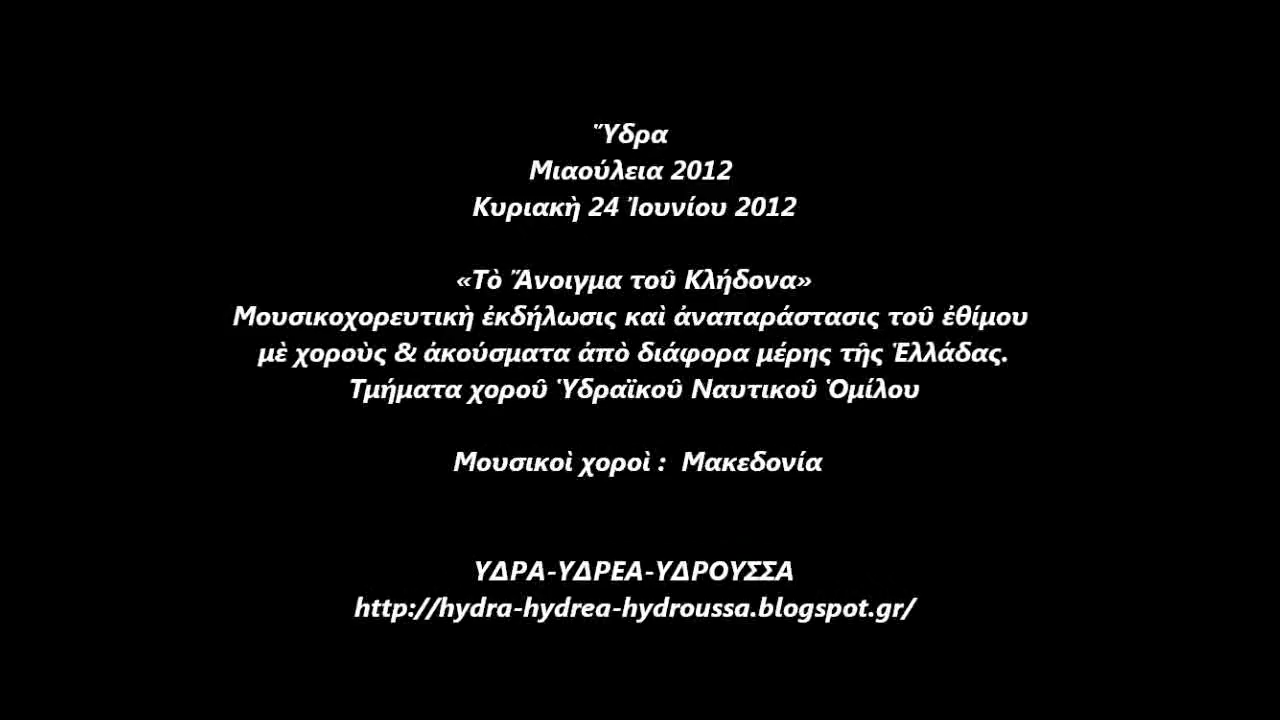 Ὕδρα
Μιαούλεια 2012
Κυριακὴ 24 Ἰουνίου 2012
«Τὸ Ἄνοιγμα τοῦ Κλήδονα»
Μουσικοχορευτικὴ ἐκδήλωσις καὶ ἀναπαράστασις τοῦ ἐθίμου
μὲ χοροὺς & ἀκούσματα ἀπὸ διάφορα μέρης τῆς Ἑλλάδας.
Τμήματα χοροῦ Ὑδραϊκοῦ Ναυτικοῦ Ὁμίλου
Μουσικοὶ χοροὶ : Μακεδονία
ΥΔΡΑ-ΥΔΡΕΑ-ΥΔΡΟΥΣΣΑ
http://hydra-hydrea-hydroussa.blogspot.gr/